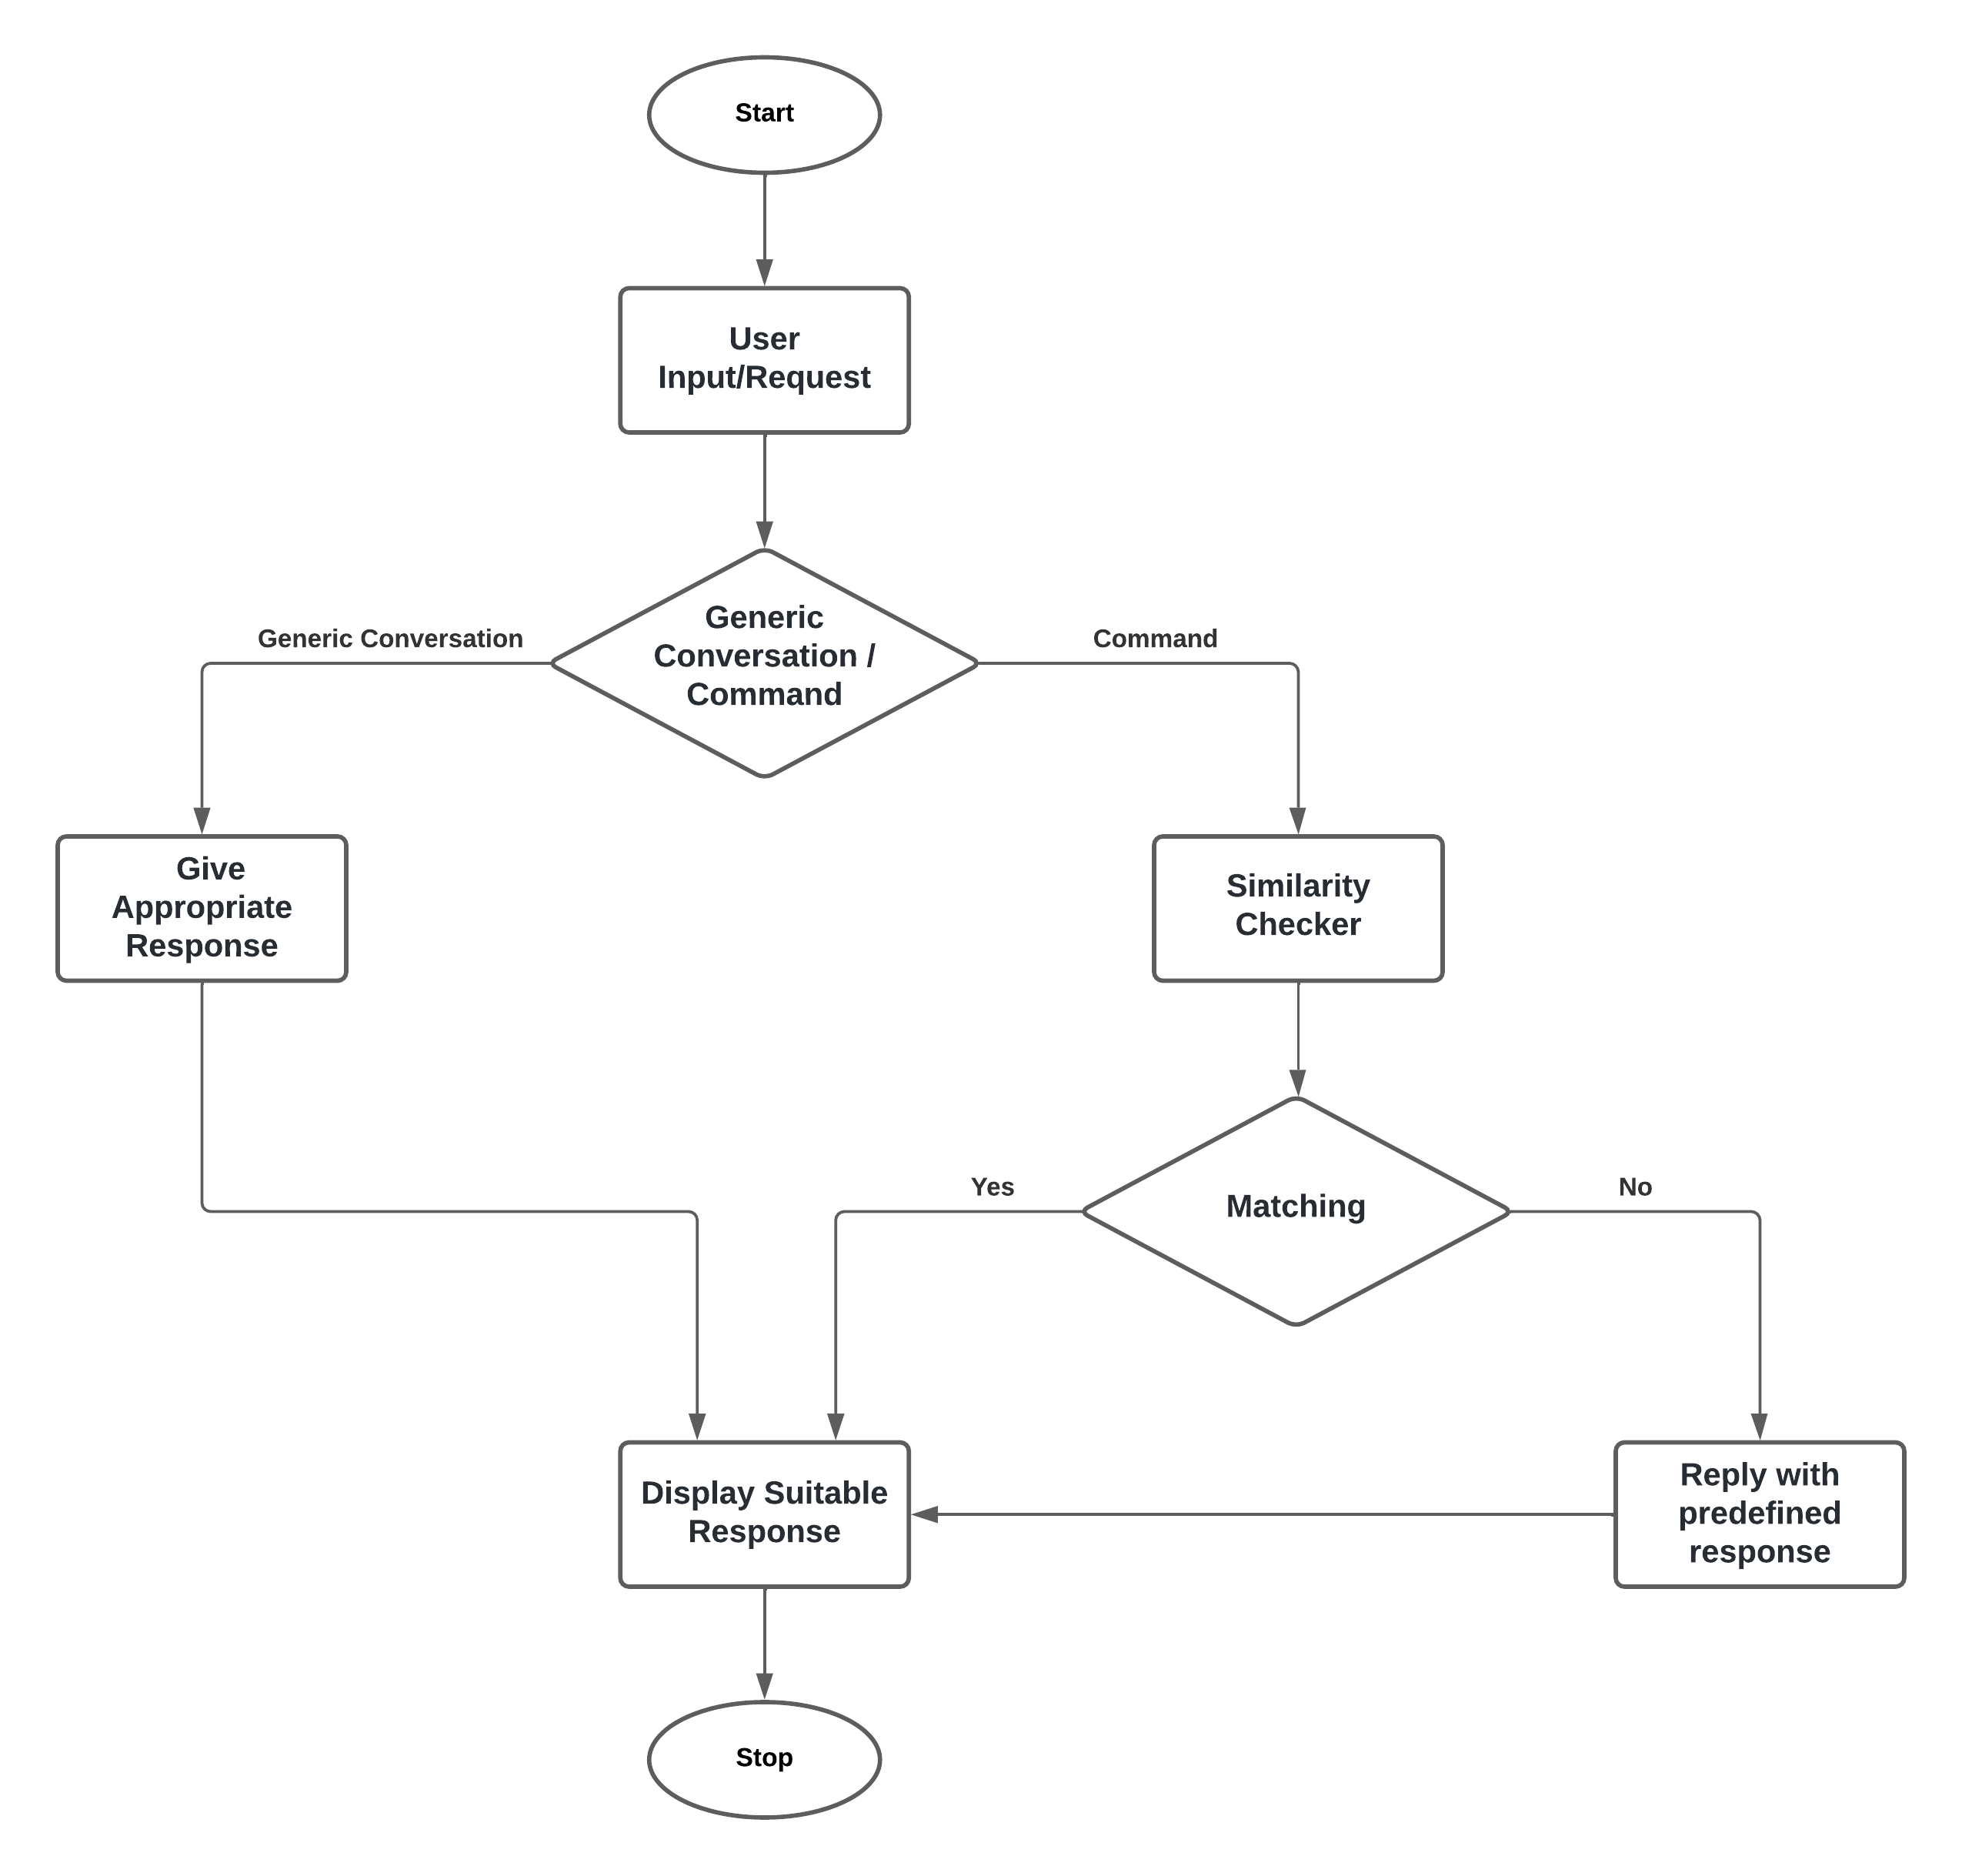 Start
User
Input/Request
Generic
Conversation /
Command
Generic Conversation
Command
Give
Appropriate
Response
Similarity
Checker
Matching
Yes
No
Display Suitable
Response
Reply with
predefined
response
Stop